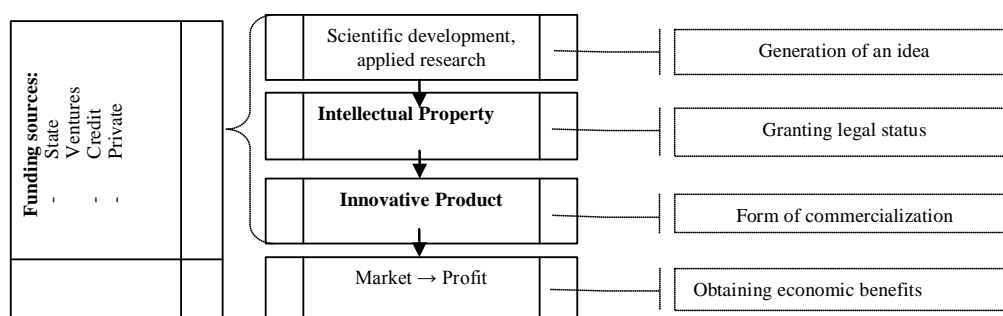 Funding sources:
- State
Ventures
- Credit
- Private
Scientific development,
applied research
Generation of an idea
Intellectual Property
Granting legal status
Innovative Product
Form of commercialization
Market → Profit
Obtaining economic benefits